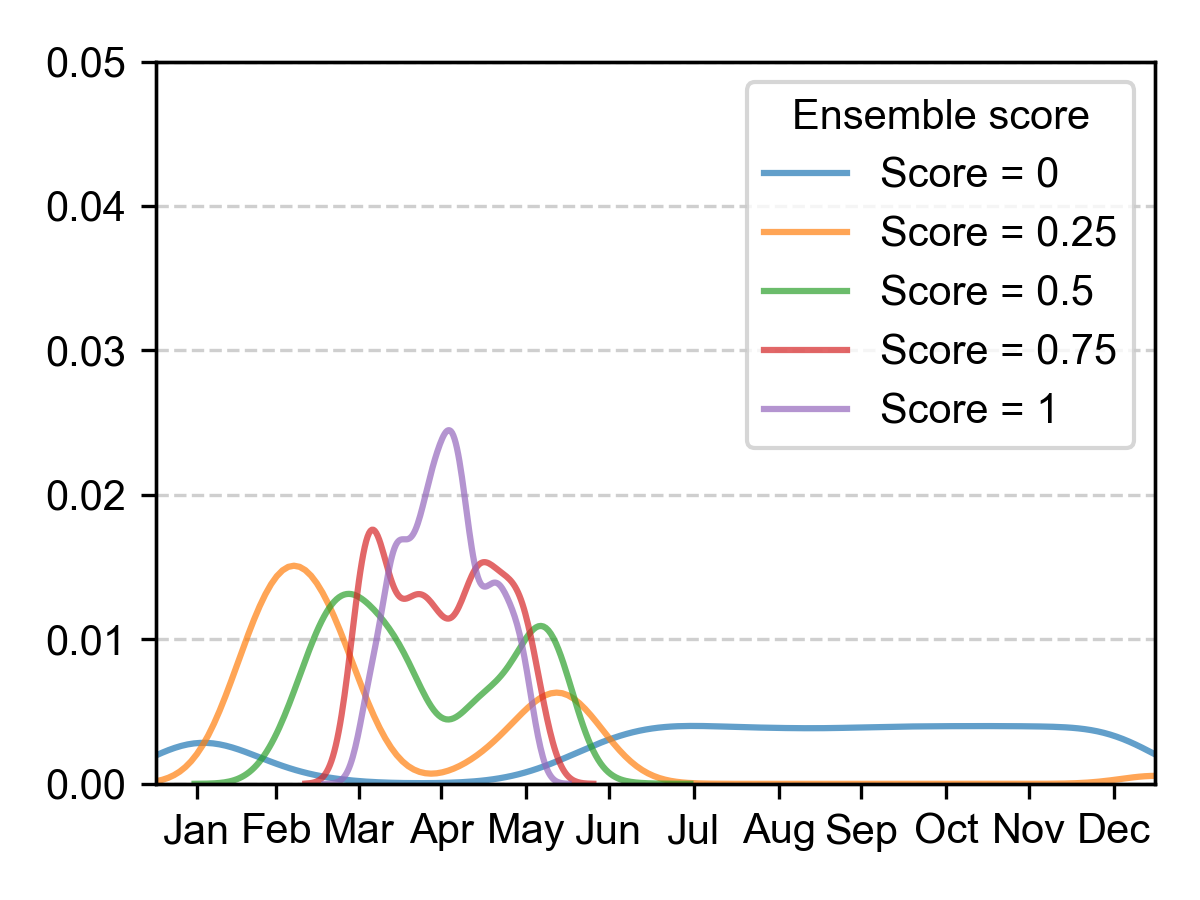 0.05
0.04
0.03
0.02
0.01
0.00
Ensemble score
Score = 0
Score = 0.25
Score = 0.5
Score = 0.75
Score = 1
Jan Feb Mar Apr May Jun Jul Aug Sep Oct Nov Dec